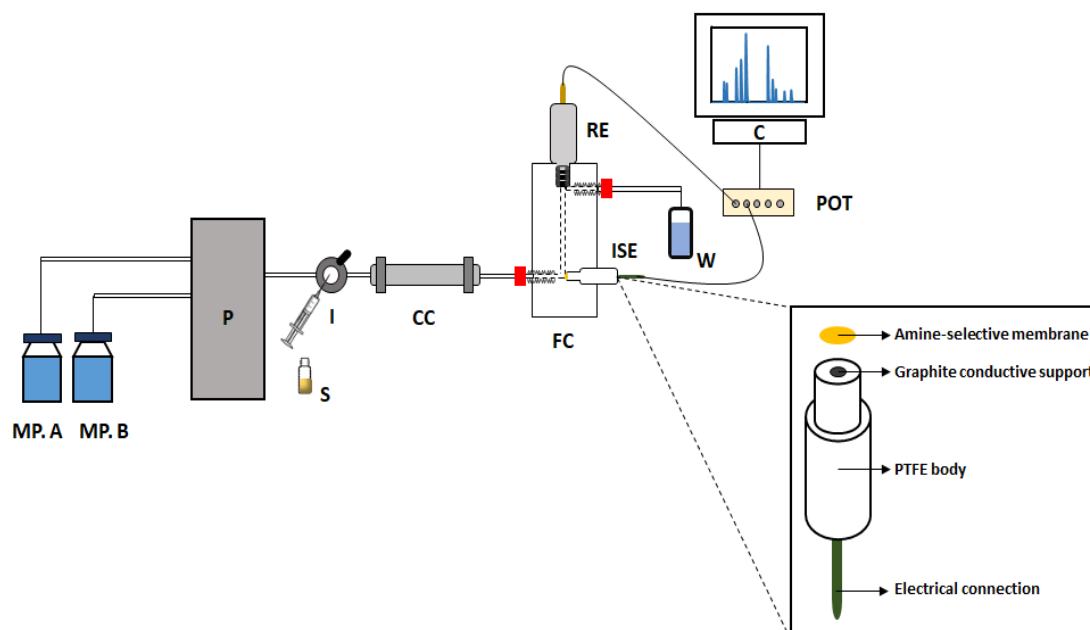 C
RE
POT
ISE
W
P
I
CC
FC
S
MP. A
MP. B
Amine-selective membrane
Graphite conductive support
PTFE body
Electrical connection